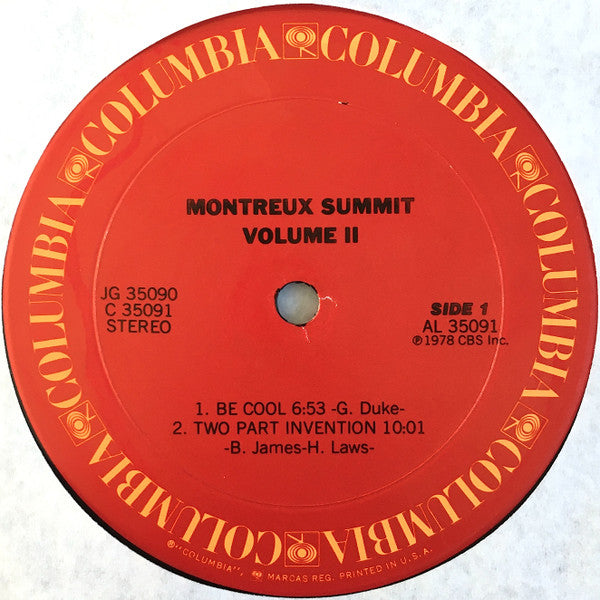 COLUMBIA COLUMBIA COLUMBIA COLUMBIA COLUMBIA COLUMBIA
MONTREUX SUMMIT
VOLUME II
JG 35090
C 35091
STEREO
SIDE 1
AL 35091
℗ 1978 CBS Inc.
1. BE COOL 6:53 -G. Duke-
2. TWO PART INVENTION 10:01
-B. James-H. Laws-
®"COLUMBIA", MARCAS REG. PRINTED IN U.S.A.